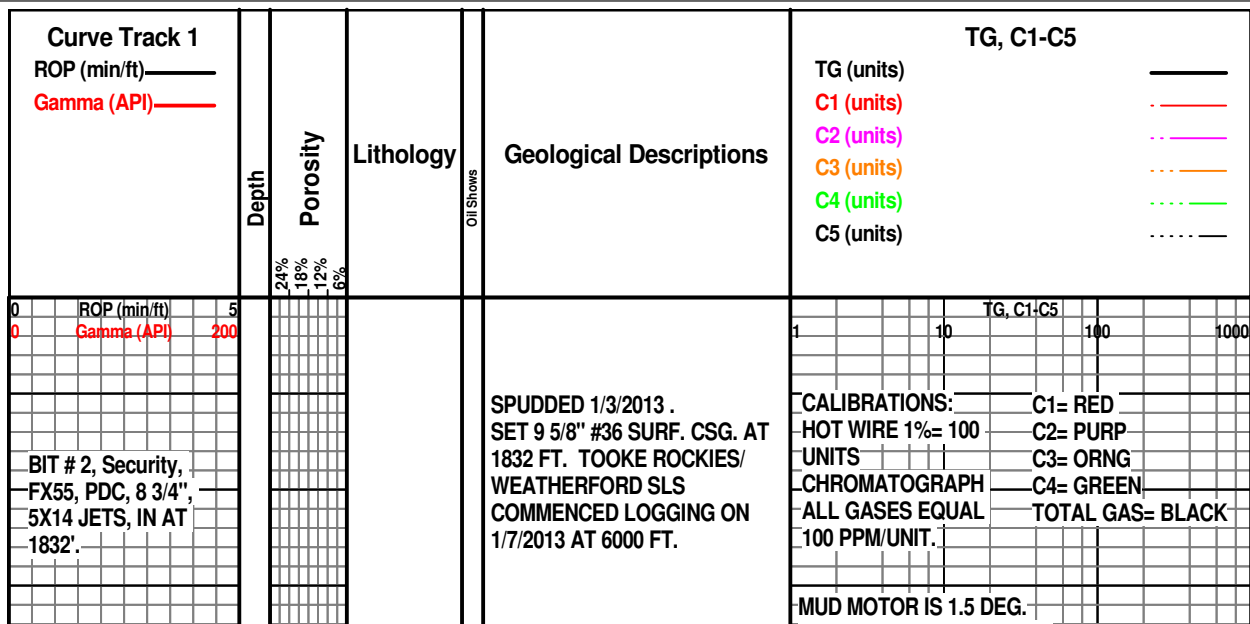 Curve Track 1
ROP (min/ft)
Gamma (API)
Depth
Porosity
24%
18%
12%
6%
Lithology
Oil Shows
Geological Descriptions
TG, C1-C5
TG (units)
C1 (units)
C2 (units)
C3 (units)
C4 (units)
C5 (units)
0 ROP (min/ft) 5
0 Gamma (API) 200
TG, C1-C5
1 10 100 1000
BIT # 2, Security,
FX55, PDC, 8 3/4",
5X14 JETS, IN AT
1832'.
SPUDDED 1/3/2013 .
SET 9 5/8" #36 SURF. CSG. AT
1832 FT. TOOKE ROCKIES/
WEATHERFORD SLS
COMMENCED LOGGING ON
1/7/2013 AT 6000 FT.
CALIBRATIONS:
HOT WIRE 1%= 100
UNITS
CHROMATOGRAPH
ALL GASES EQUAL
100 PPM/UNIT.
C1= RED
C2= PURP
C3= ORNG
C4= GREEN
TOTAL GAS= BLACK
MUD MOTOR IS 1.5 DEG.